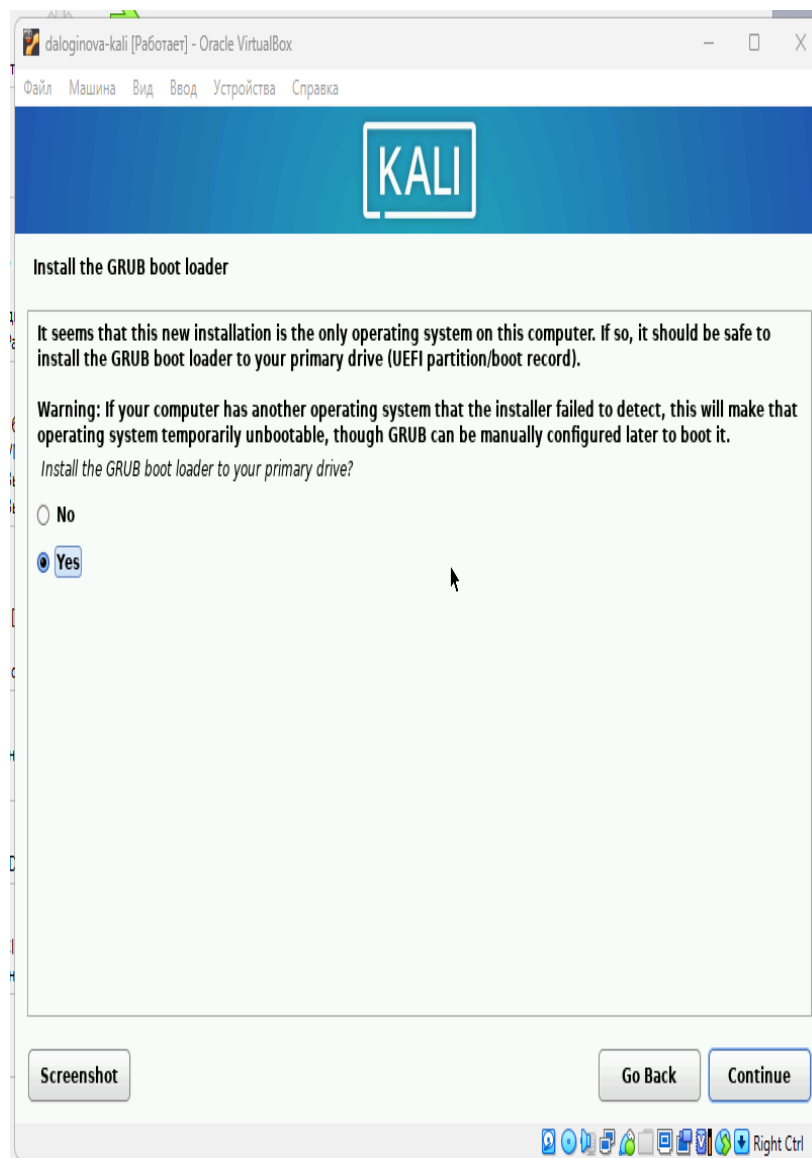 daloginova-kali [Работает] - Oracle VirtualBox
Файл Машина Вид Ввод Устройства Справка
KALI
Install the GRUB boot loader
It seems that this new installation is the only operating system on this computer. If so, it should be safe to
install the GRUB boot loader to your primary drive (UEFI partition/boot record).
Warning: If your computer has another operating system that the installer failed to detect, this will make that
operating system temporarily unbootable, though GRUB can be manually configured later to boot it.
Install the GRUB boot loader to your primary drive?
No
Yes
Screenshot
Go Back
Continue
Right Ctrl